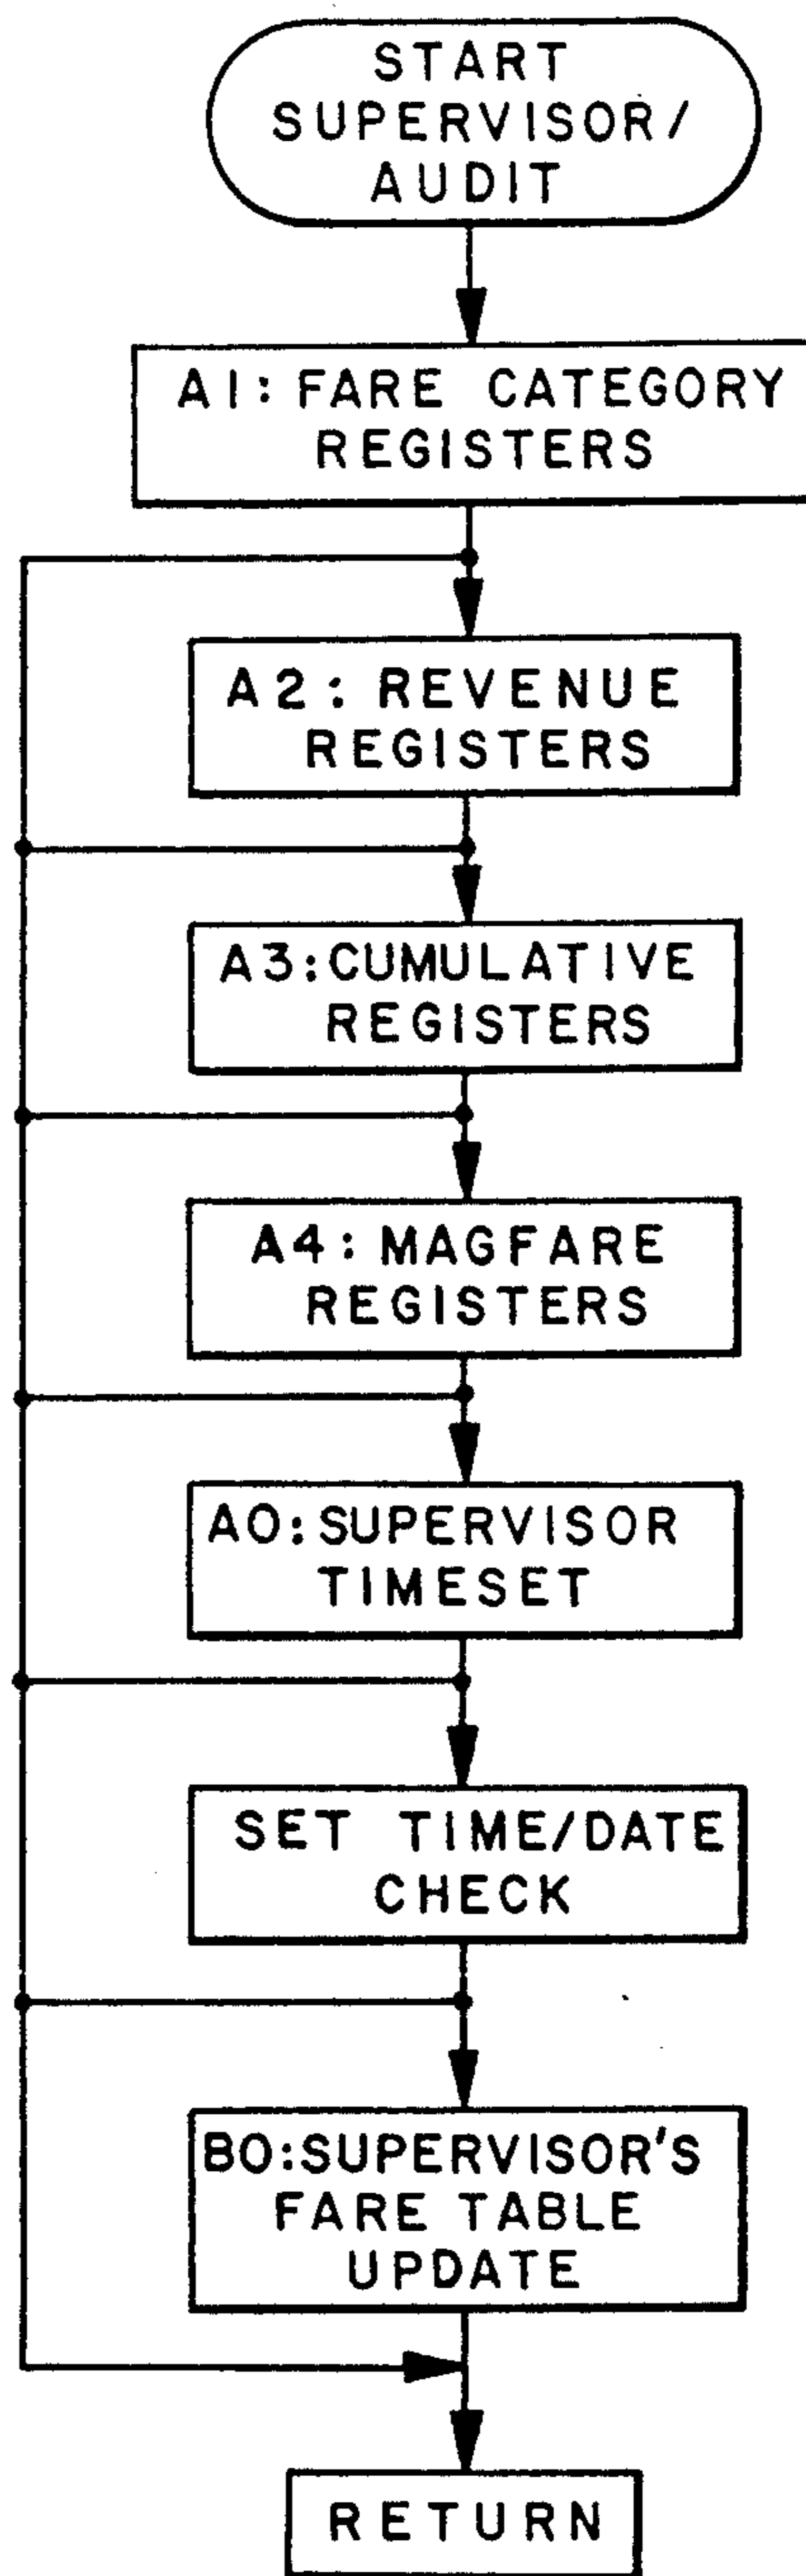 START
SUPERVISOR/
AUDIT
A1: FARE CATEGORY
REGISTERS
A2: REVENUE
REGISTERS
A3: CUMULATIVE
REGISTERS
A4: MAGFARE
REGISTERS
A0: SUPERVISOR
TIMESET
SET TIME/DATE
CHECK
B0: SUPERVISOR'S
FARE TABLE
UPDATE
RETURN